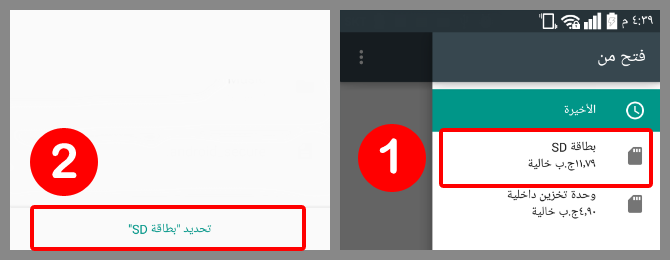 ٤:٣٩ م
فتح من
الأخيرة
بطاقة SD
١١,٧٩ج.ب خالية
وحدة تخزين داخلية
٤,٩٠ج.ب خالية
1
2
تحديد "بطاقة SD"